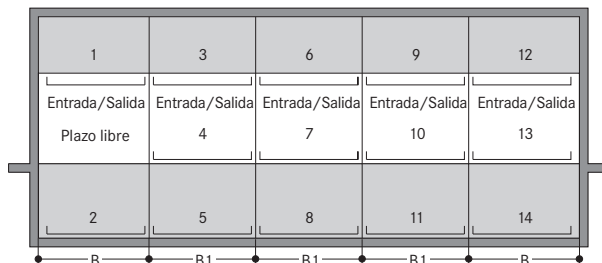 1 3 6 9 12
Entrada/Salida Entrada/Salida Entrada/Salida Entrada/Salida Entrada/Salida
Plazo libre 4 7 10 13
2 5 8 11 14
B B1 B1 B1 B